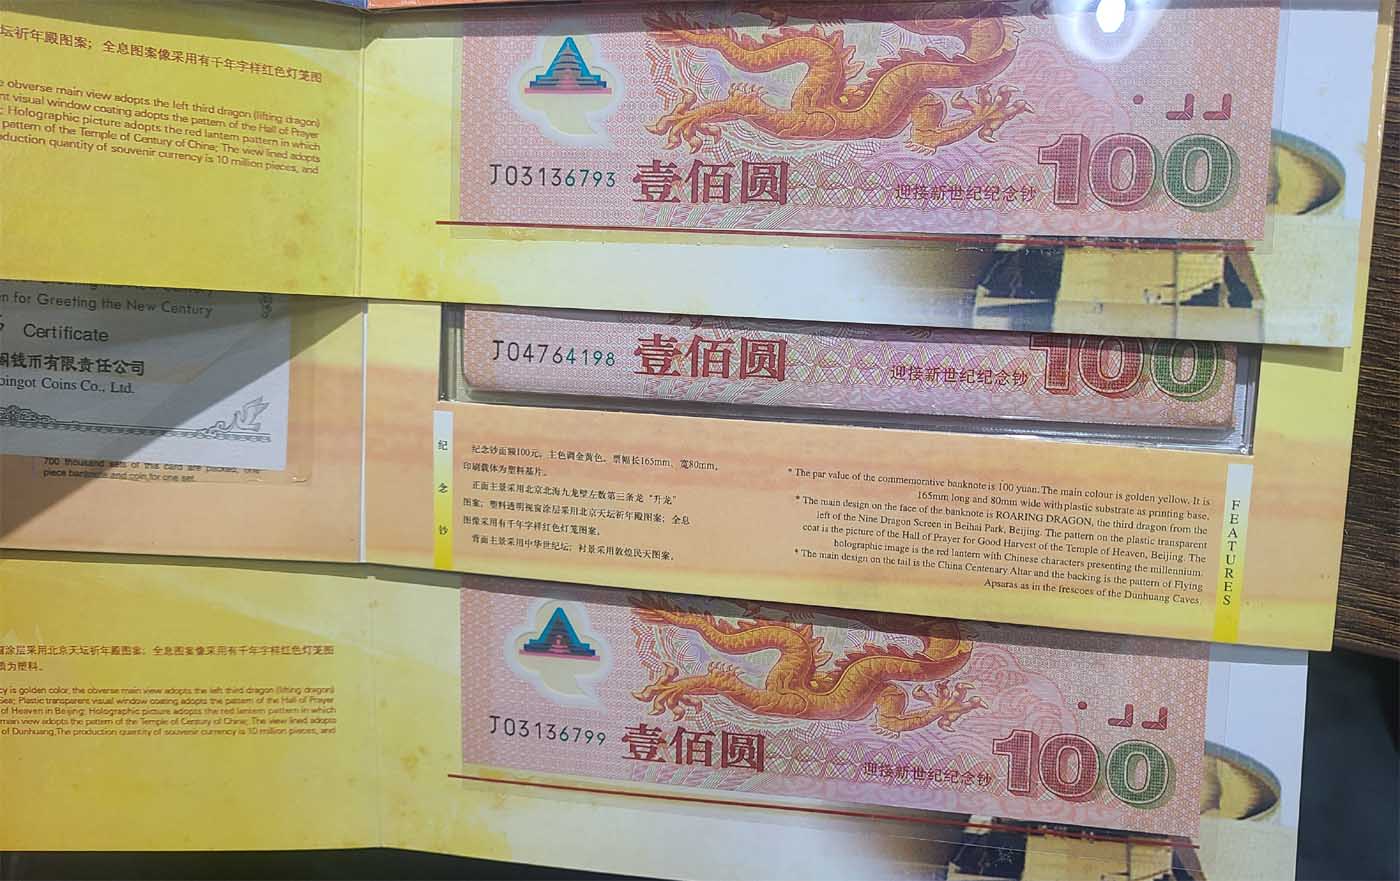 坛祈年殿图案；全息图案像采用有千年字样红色灯笼图
obverse main view adopts the left third dragon (lifting dragon)
visual window coating adopts the pattern of the Hall of Prayer
Holographic picture adopts the red lantern pattern in which
pattern of the Temple of Century of China; The view lined adopts
quantity of souvenir currency is 10 million pieces, and
J03136793
壹佰圆
迎接新世纪纪念钞
100
for Greeting the New Century
Certificate
钱币有限责任公司
Coins Co., Ltd.
700 thousand sets of this card are packed, one
piece banknote and coin for one set.
J04764198
壹佰圆
迎接新世纪纪念钞
100
纪念钞
纪念钞面额100元，主色调金黄色。票幅长165mm，宽80mm。
印刷载体为塑料基片。
正面主景采用北京北海九龙壁左数第三条龙“升龙”
图案；塑料透明视窗涂层采用北京天坛祈年殿图案；全息
图像采用有千年字样红色灯笼图案。
背面主景采用中华世纪坛；衬景采用敦煌民天图案。
* The par value of the commemorative banknote is 100 yuan. The main colour is golden yellow. It is
165mm long and 80mm wide with plastic substrate as printing base.
* The main design on the face of the banknote is ROARING DRAGON, the third dragon from the
left of the Nine Dragon Screen in Beihai Park, Beijing. The pattern on the plastic transparent
coat is the picture of the Hall of Prayer for Good Harvest of the Temple of Heaven, Beijing. The
holographic image is the red lantern with Chinese characters presenting the millennium.
* The main design on the tail is the China Centenary Altar and the backing is the pattern of Flying
Apsaras as in the frescoes of the Dunhuang Caves.
FEATURES
涂层采用北京天坛祈年殿图案；全息图案像采用有千年字样红色灯笼图
为塑料。
is golden color, the obverse main view adopts the left third dragon (lifting dragon)
Sea; Plastic transparent visual window coating adopts the pattern of the Hall of Prayer
of Heaven in Beijing; Holographic picture adopts the red lantern pattern in which
main view adopts the pattern of the Temple of Century of China; The view lined adopts
of Dunhuang,The production quantity of souvenir currency is 10 million pieces, and
J03136799
壹佰圆
迎接新世纪纪念钞
100